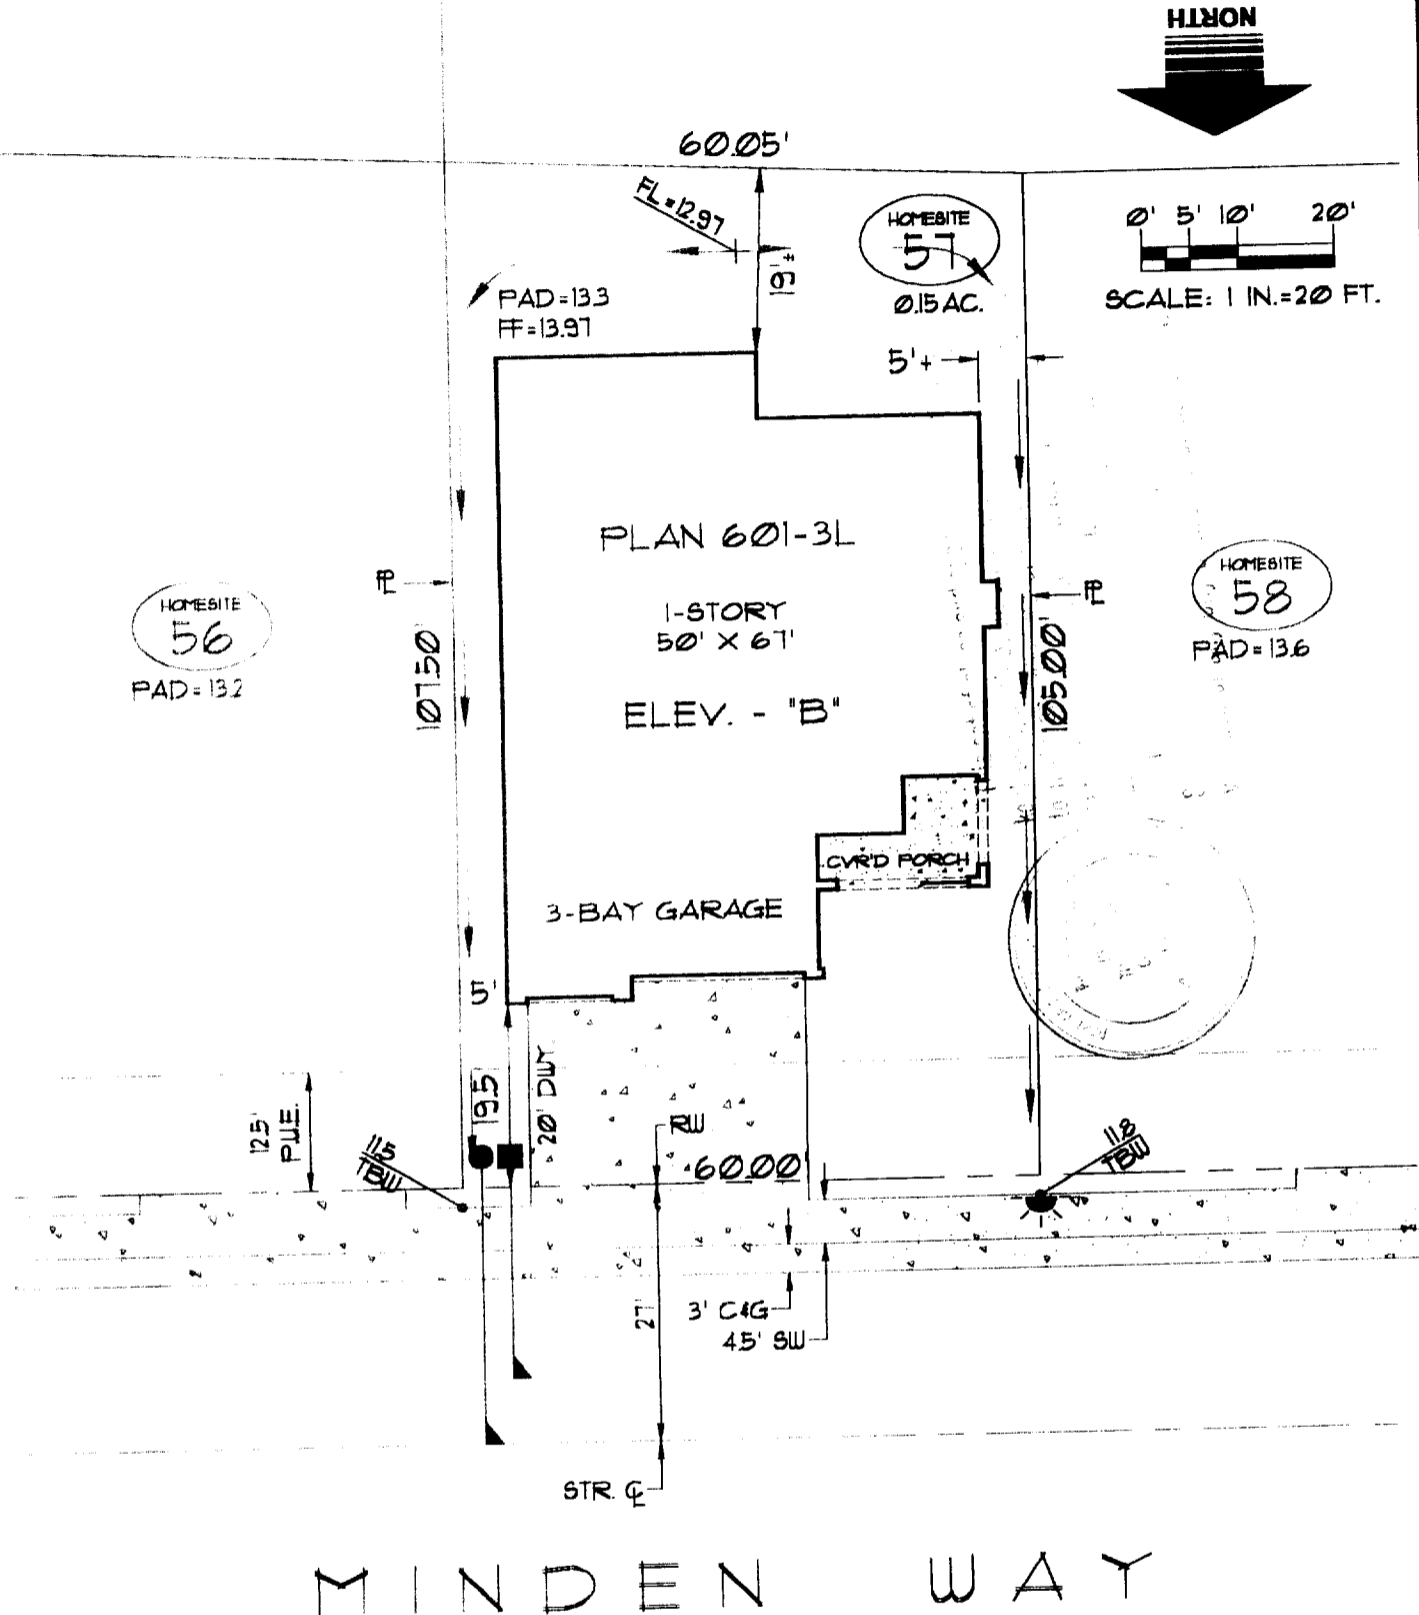 NORTH
60.05'
FL=12.97
HOMESITE
57
0.15 AC.
0' 5' 10' 20'
SCALE: 1 IN.=20 FT.
19'+
PAD=13.3
FF=13.97
5'+
PLAN 601-3L
1-STORY
50' X 67'
ELEV. - "B"
PL
PL
HOMESITE
56
PAD=13.2
HOMESITE
58
PAD=13.6
107.50'
105.00'
CVR'D PORCH
3-BAY GARAGE
5'
19.5'
20' DWY.
12.5'
P.U.E.
11.5
TBW
R/W
60.00'
11.8
TBW
27'
3' C&G
4.5' SW
STR. CL
MINDEN WAY